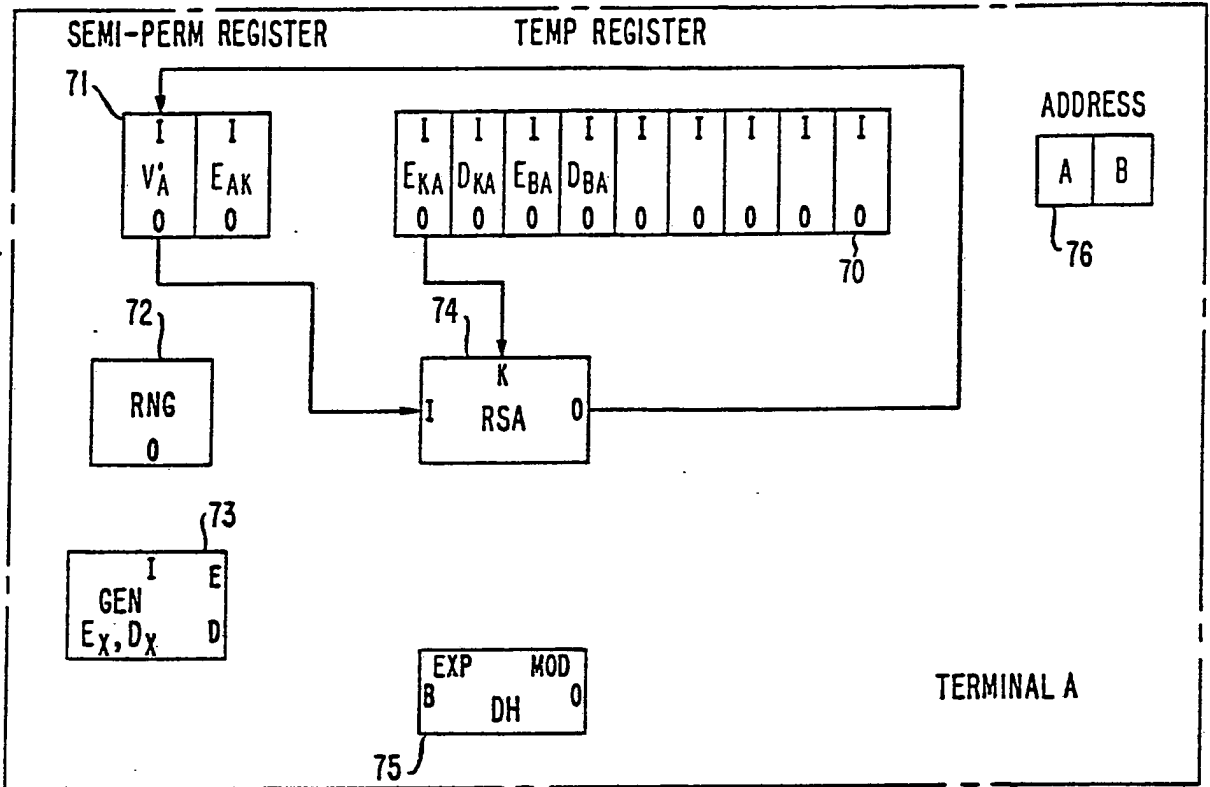 SEMI-PERM REGISTER TEMP REGISTER
71
ADDRESS
I I I I I I I I I I I
V'A EAK EKA DKA EBA DBA A B
0 0 0 0 0 0 0 0 0 0 0
70 76
72 74
K
RNG I RSA 0
0
73
I E
GEN
EX, DX D
EXP MOD
B 0
DH
TERMINAL A
75